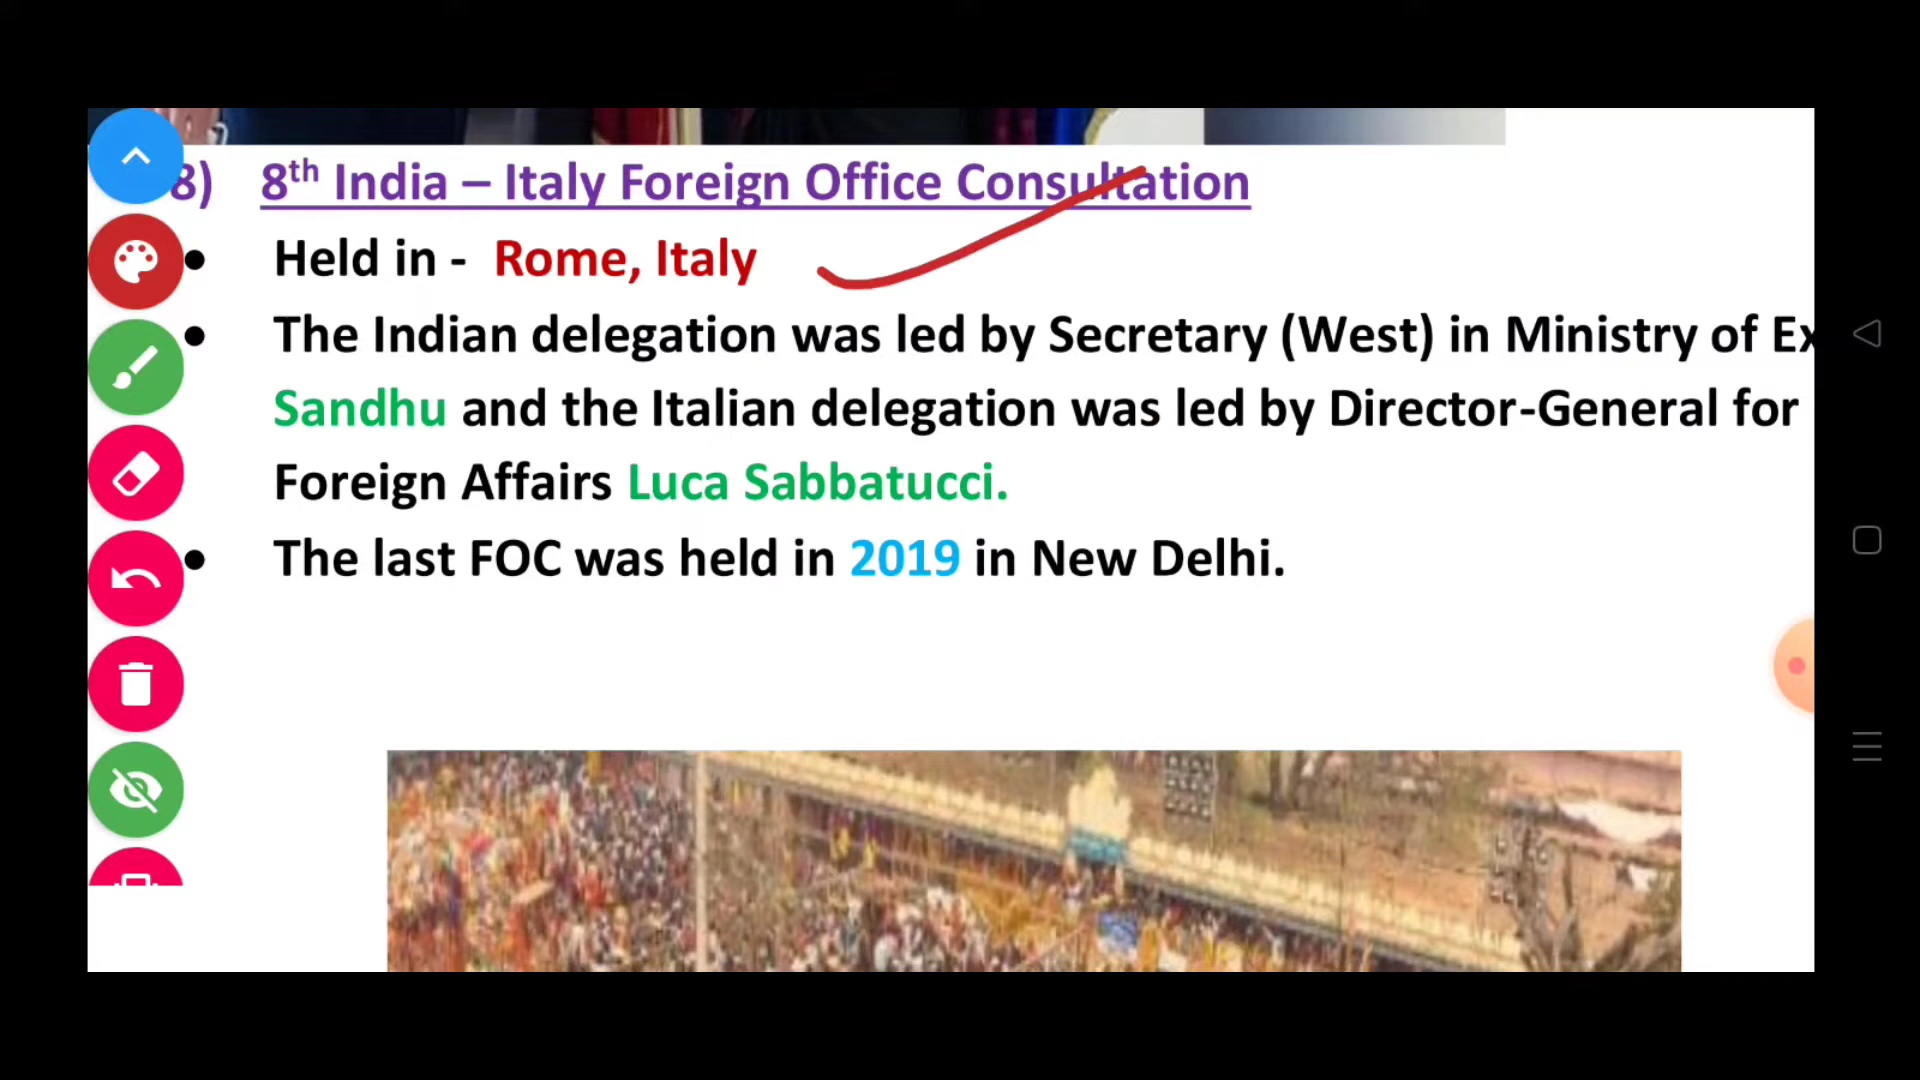 8) 8th India – Italy Foreign Office Consultation
• Held in - Rome, Italy
• The Indian delegation was led by Secretary (West) in Ministry of Ex
Sandhu and the Italian delegation was led by Director-General for
Foreign Affairs Luca Sabbatucci.
• The last FOC was held in 2019 in New Delhi.